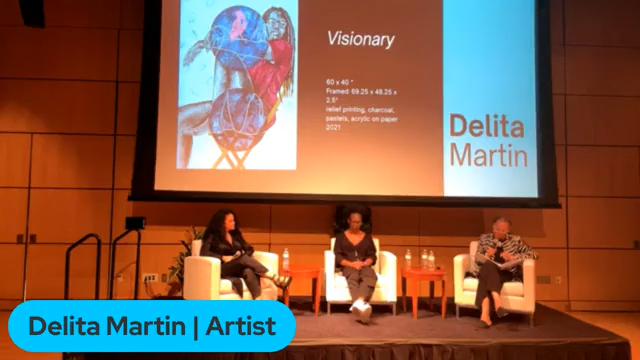 Visionary
60 x 40 "
Framed: 69.25 x 48.25 x
2.5"
relief printing, charcoal,
pastels, acrylic on paper
2021
Delita
Martin
Delita Martin | Artist